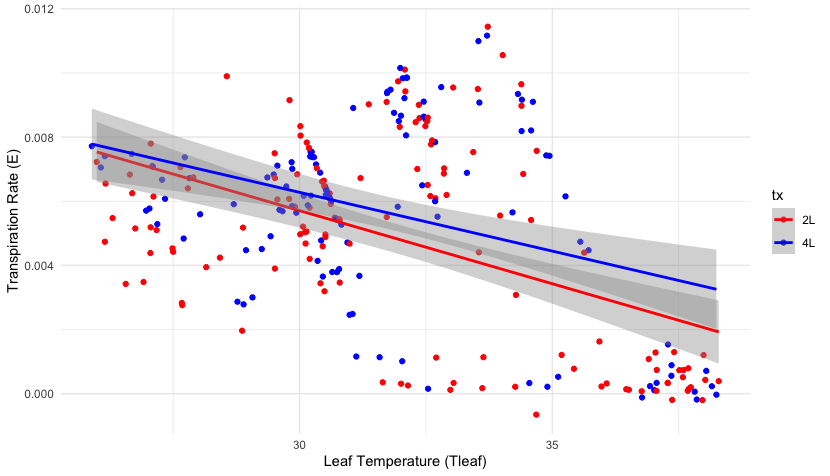 0.012
0.008
0.004
0.000
Transpiration Rate (E)
30
35
Leaf Temperature (Tleaf)
tx
2L
4L